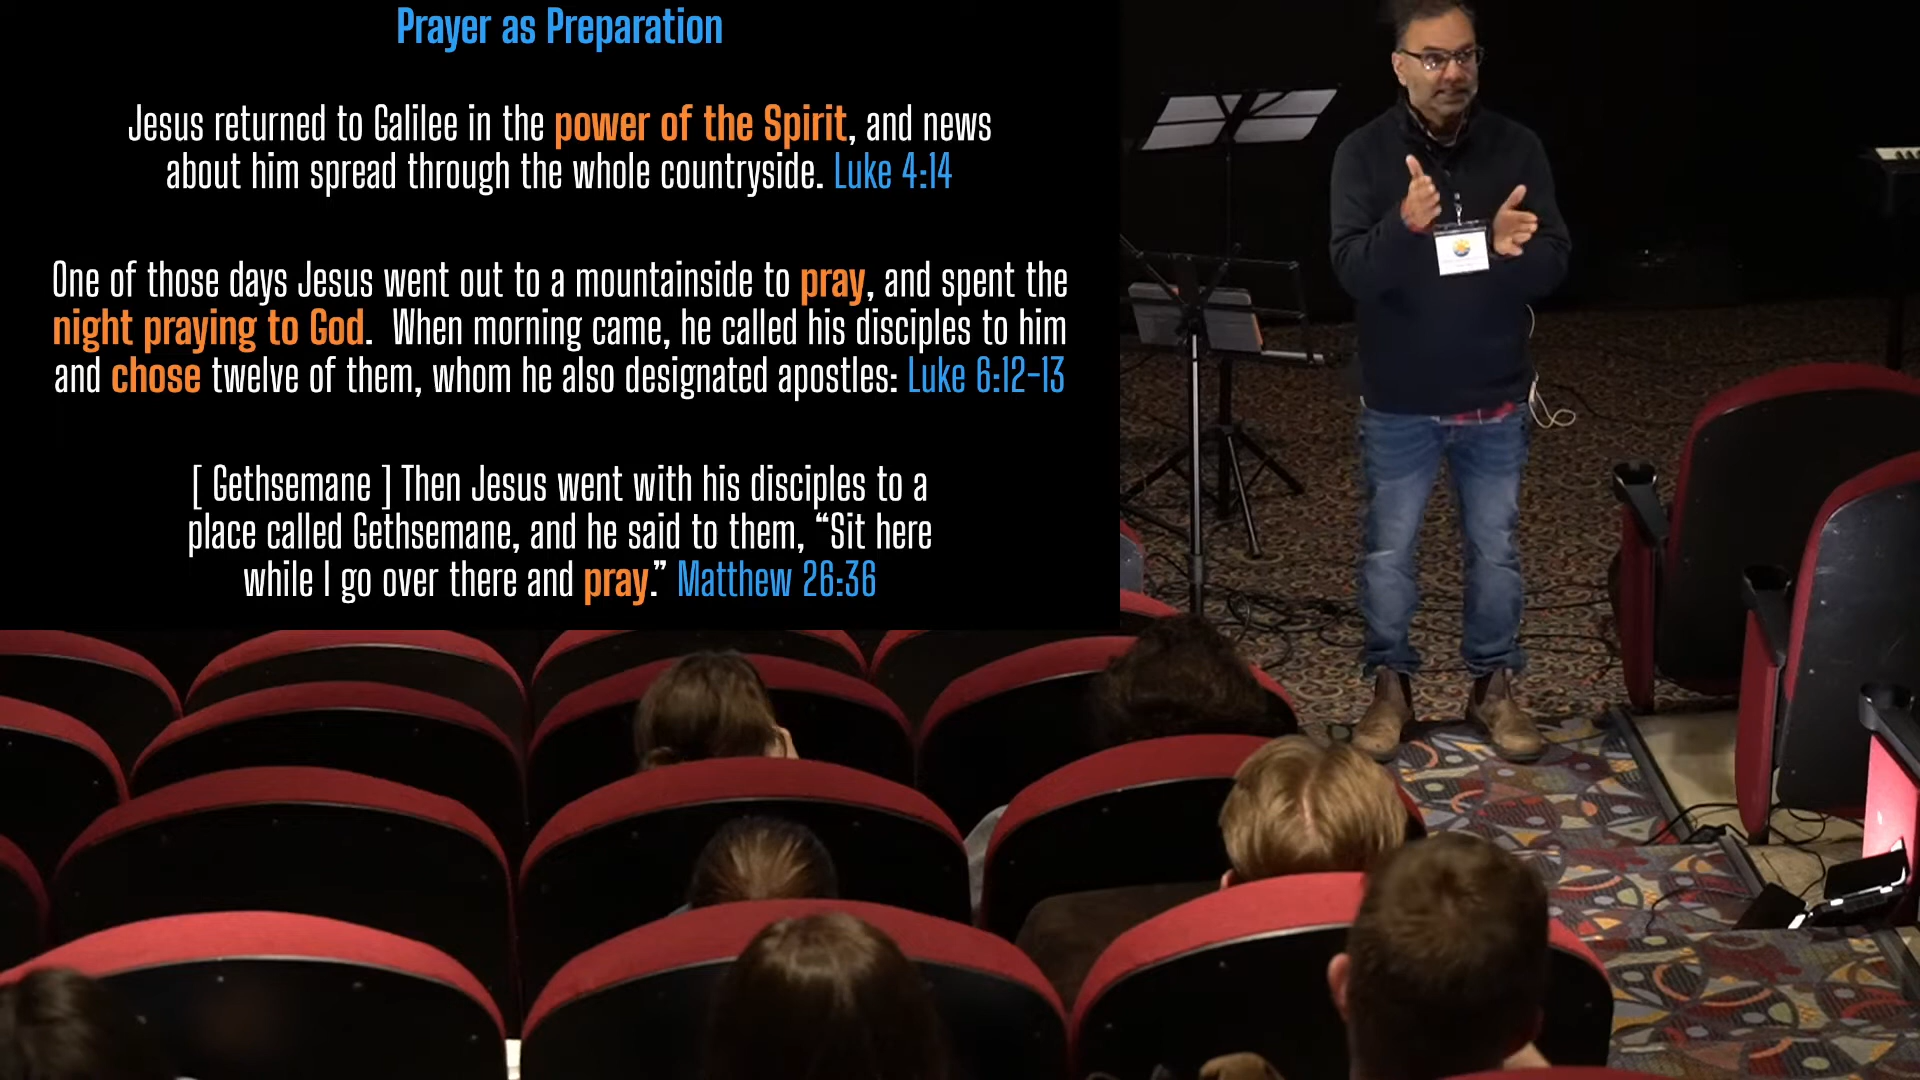 Prayer as Preparation
Jesus returned to Galilee in the power of the Spirit, and news
about him spread through the whole countryside. Luke 4:14
One of those days Jesus went out to a mountainside to pray, and spent the
night praying to God. When morning came, he called his disciples to him
and chose twelve of them, whom he also designated apostles: Luke 6:12-13
[ Gethsemane ] Then Jesus went with his disciples to a
place called Gethsemane, and he said to them, “Sit here
while I go over there and pray.” Matthew 26:36